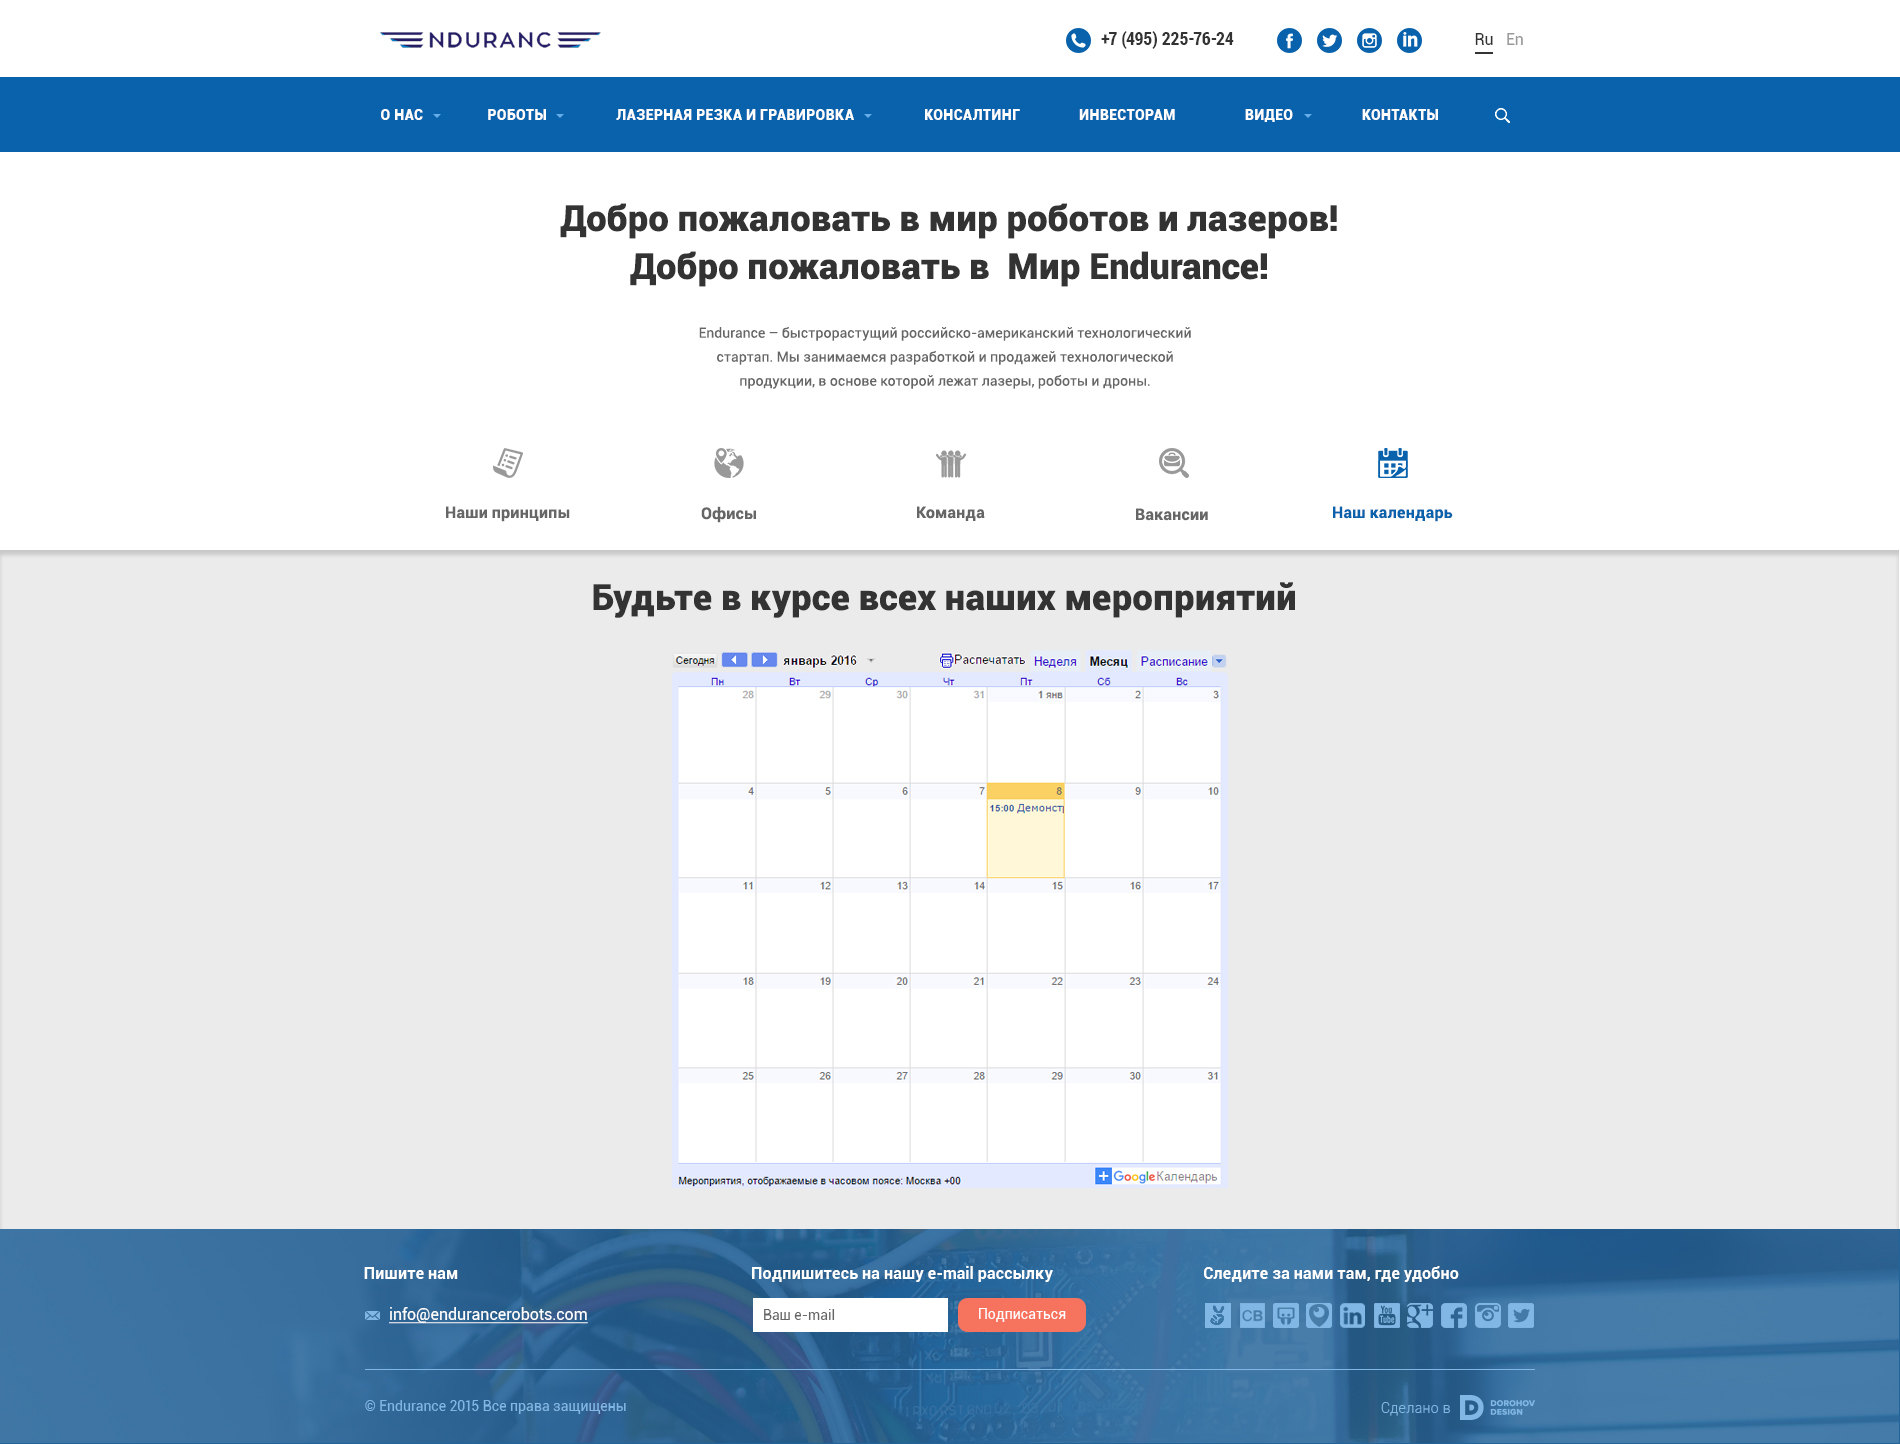 NDURANC
+7 (495) 225-76-24
Ru En
О НАС РОБОТЫ ЛАЗЕРНАЯ РЕЗКА И ГРАВИРОВКА КОНСАЛТИНГ ИНВЕСТОРАМ ВИДЕО КОНТАКТЫ
Добро пожаловать в мир роботов и лазеров!
Добро пожаловать в Мир Endurance!
Endurance – быстрорастущий российско-американский технологический
стартап. Мы занимаемся разработкой и продажей технологической
продукции, в основе которой лежат лазеры, роботы и дроны.
Наши принципы Офисы Команда Вакансии Наш календарь
Будьте в курсе всех наших мероприятий
Сегодня январь 2016 Распечатать Неделя Месяц Расписание
Пн Вт Ср Чт Пт Сб Вс
28 29 30 31 1 янв 2 3
4 5 6 7 8 9 10
15:00 Демонст
11 12 13 14 15 16 17
18 19 20 21 22 23 24
25 26 27 28 29 30 31
Мероприятия, отображаемые в часовом поясе: Москва +00
Google Календарь
Пишите нам
info@endurancerobots.com
Подпишитесь на нашу e-mail рассылку
Ваш e-mail
Подписаться
Следите за нами там, где удобно
CB in You Tube g+ f
© Endurance 2015 Все права защищены
Сделано в
DOROHOV
DESIGN